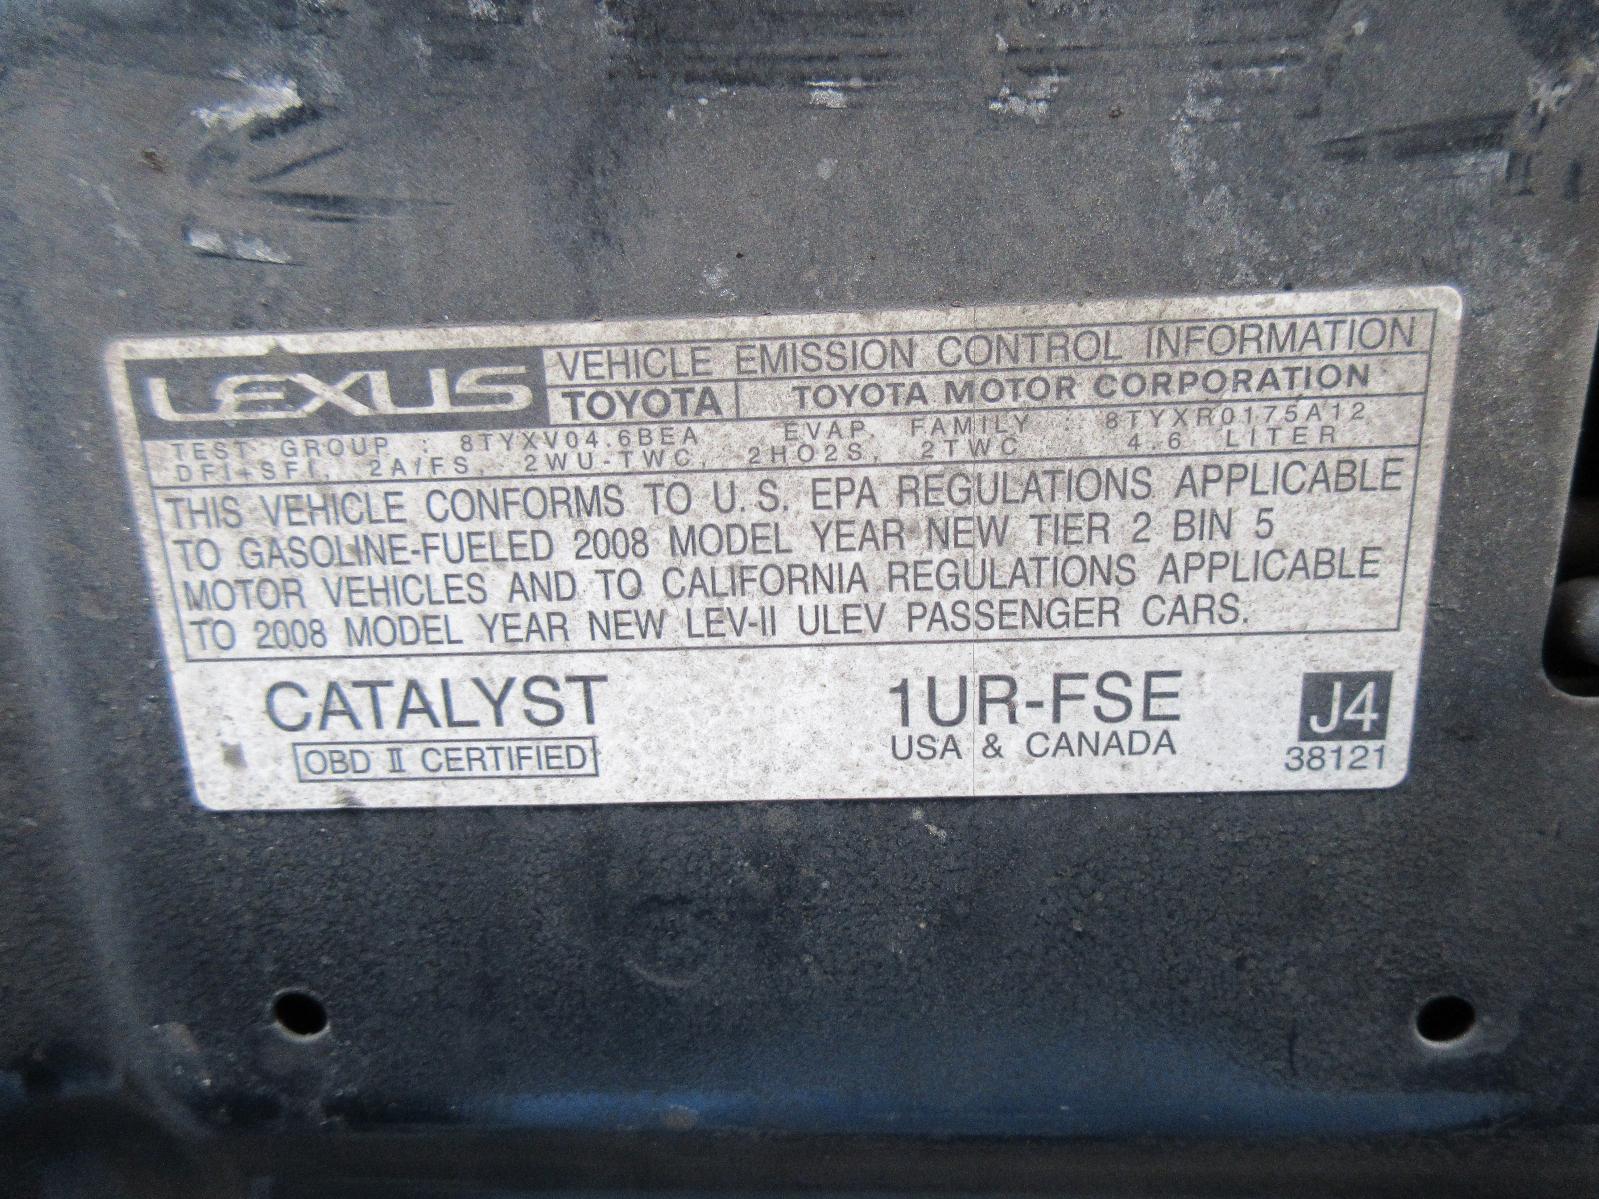 LEXUS VEHICLE EMISSION CONTROL INFORMATION
TOYOTA TOYOTA MOTOR CORPORATION
TEST GROUP : 8TYXV04.6BEA EVAP. FAMILY : 8TYXR0175A12
DFI+SFI, 2A/FS, 2WU-TWC, 2HO2S, 2TWC 4.6 LITER
THIS VEHICLE CONFORMS TO U.S. EPA REGULATIONS APPLICABLE
TO GASOLINE-FUELED 2008 MODEL YEAR NEW TIER 2 BIN 5
MOTOR VEHICLES AND TO CALIFORNIA REGULATIONS APPLICABLE
TO 2008 MODEL YEAR NEW LEV-II ULEV PASSENGER CARS.
CATALYST 1UR-FSE J4
OBD II CERTIFIED USA & CANADA 38121